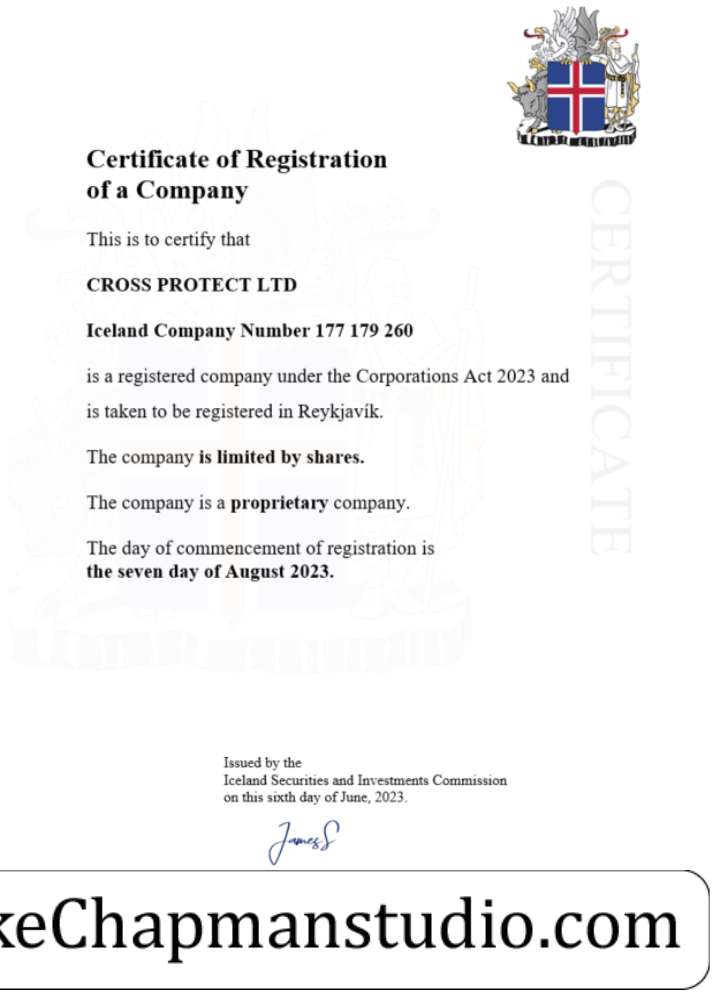 Certificate of Registration
of a Company
This is to certify that
CROSS PROTECT LTD
Iceland Company Number 177 179 260
is a registered company under the Corporations Act 2023 and
is taken to be registered in Reykjavík.
The company is limited by shares.
The company is a proprietary company.
The day of commencement of registration is
the seven day of August 2023.
CERTIFICATE
Issued by the
Iceland Securities and Investments Commission
on this sixth day of June, 2023.
JamesS
keChapmanstudio.com